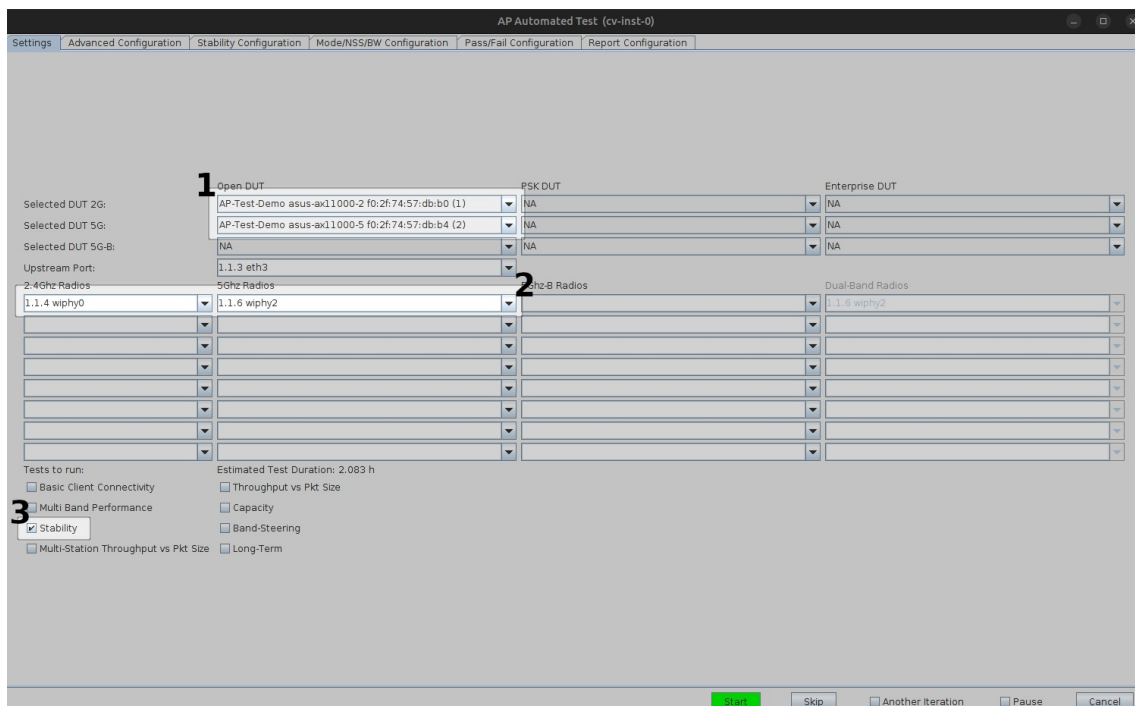 AP Automated Test (cv-inst-0)
Settings Advanced Configuration Stability Configuration Mode/NSS/BW Configuration Pass/Fail Configuration Report Configuration
1
Open DUT PSK DUT Enterprise DUT
Selected DUT 2G: AP-Test-Demo asus-ax11000-2 f0:2f:74:57:db:b0 (1) NA NA
Selected DUT 5G: AP-Test-Demo asus-ax11000-5 f0:2f:74:57:db:b4 (2) NA NA
Selected DUT 5G-B: NA NA NA
Upstream Port: 1.1.3 eth3
2
2.4Ghz Radios 5Ghz Radios 5Ghz-B Radios Dual-Band Radios
1.1.4 wiphy0 1.1.6 wiphy2 1.1.6 wiphy2
Tests to run: Estimated Test Duration: 2.083 h
Basic Client Connectivity Throughput vs Pkt Size
3
Multi Band Performance Capacity
Stability Band-Steering
Multi-Station Throughput vs Pkt Size Long-Term
Start Skip Another Iteration Pause Cancel